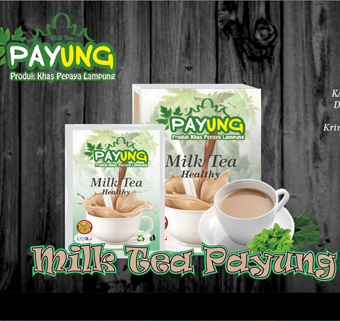 Milk Tea
PAYUNG
Produk Khas Pepaya Lampung
PAYUNG
Produk Khas Pepaya Lampung
Milk Tea
Healthy
PAYUNG
Produk Khas Pepaya Lampung
Milk Tea
Healthy
Milk Tea Payung